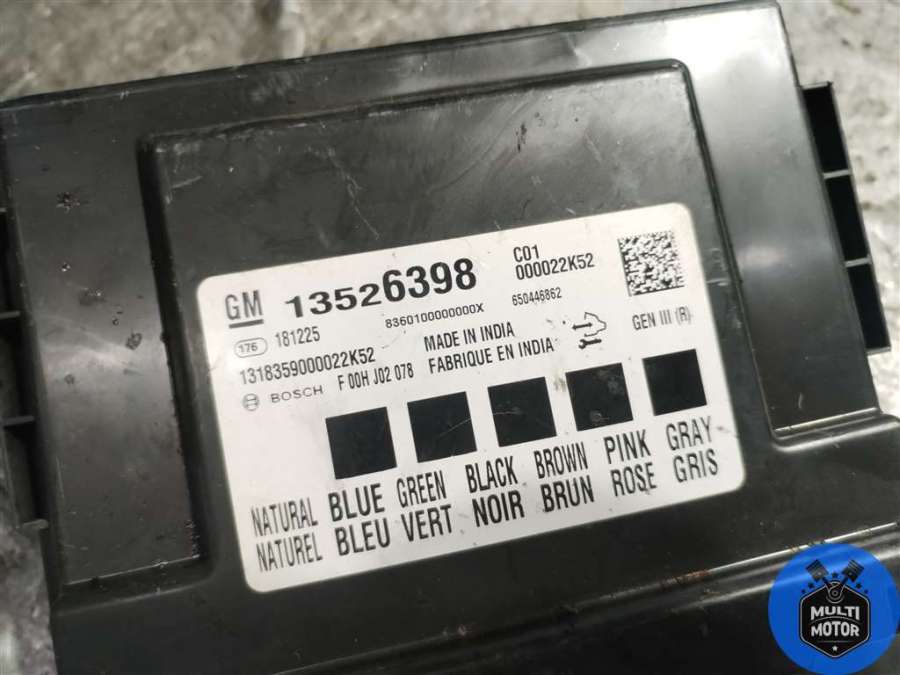 GM 13526398 C01
000022K52
176 181225 8360100000000X 650446862
1318359000022K52 MADE IN INDIA GEN III (R)
BOSCH F 00H J02 078 FABRIQUE EN INDIA
NATURAL BLUE GREEN BLACK BROWN PINK GRAY
NATUREL BLEU VERT NOIR BRUN ROSE GRIS
MULTI
MOTOR